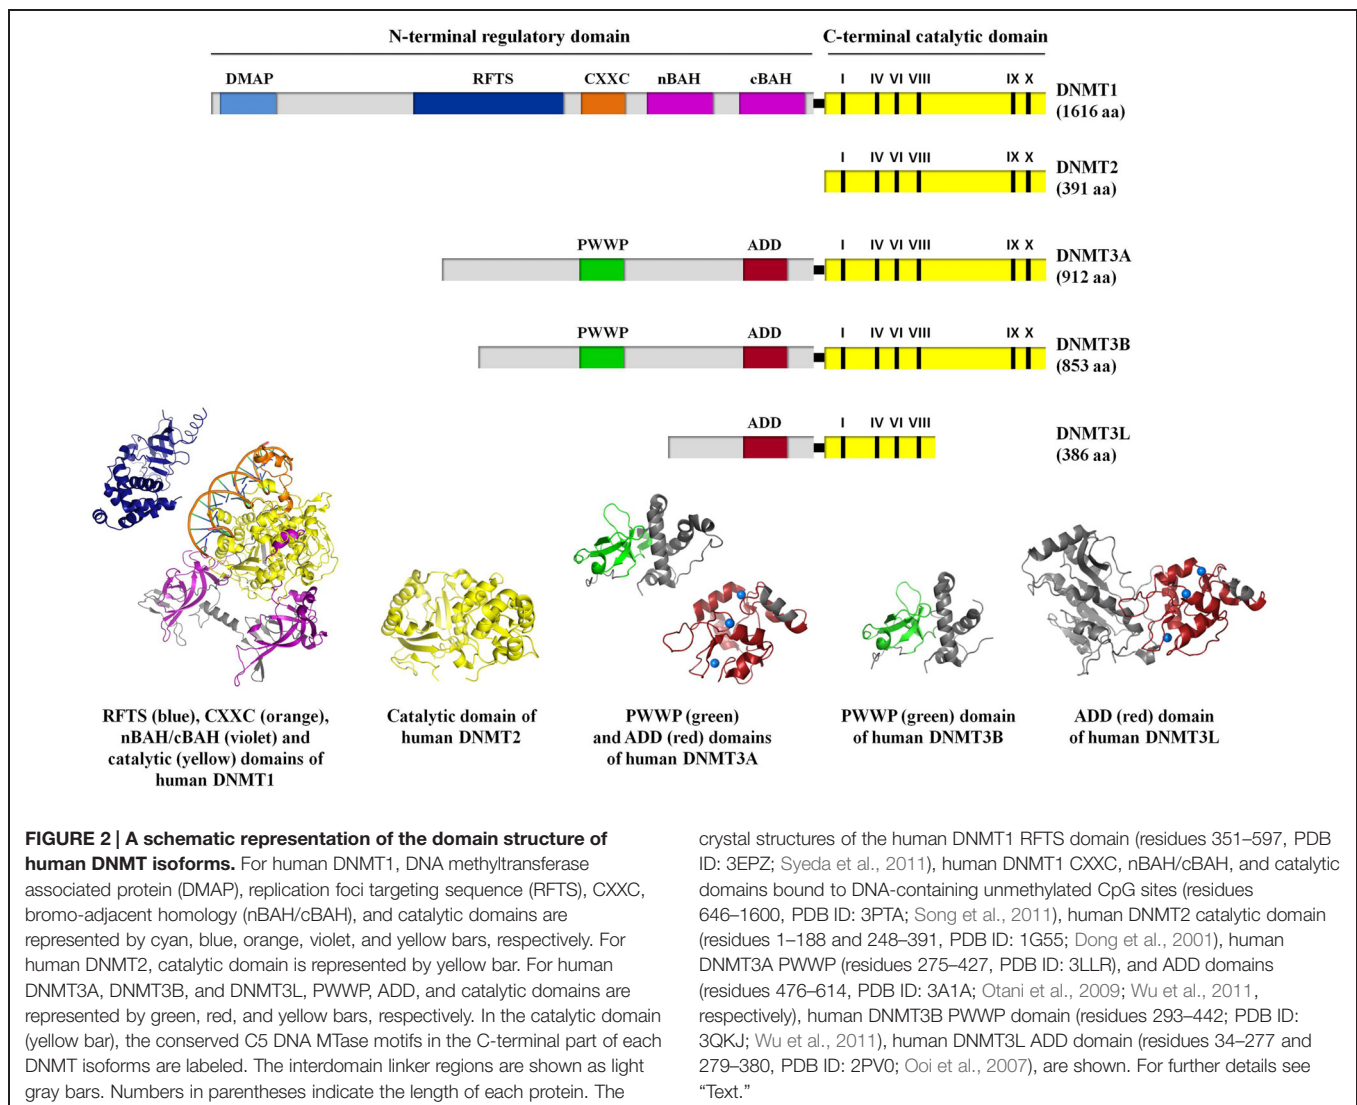 N-terminal regulatory domain
C-terminal catalytic domain
DMAP RFTS CXXC nBAH cBAH I IV VI VIII IX X
DNMT1
(1616 aa)
I IV VI VIII IX X
DNMT2
(391 aa)
PWWP ADD I IV VI VIII IX X
DNMT3A
(912 aa)
PWWP ADD I IV VI VIII IX X
DNMT3B
(853 aa)
ADD I IV VI VIII
DNMT3L
(386 aa)
RFTS (blue), CXXC (orange),
nBAH/cBAH (violet) and
catalytic (yellow) domains of
human DNMT1
Catalytic domain of
human DNMT2
PWWP (green)
and ADD (red) domains
of human DNMT3A
PWWP (green) domain
of human DNMT3B
ADD (red) domain
of human DNMT3L
FIGURE 2 | A schematic representation of the domain structure of
human DNMT isoforms. For human DNMT1, DNA methyltransferase
associated protein (DMAP), replication foci targeting sequence (RFTS), CXXC,
bromo-adjacent homology (nBAH/cBAH), and catalytic domains are
represented by cyan, blue, orange, violet, and yellow bars, respectively. For
human DNMT2, catalytic domain is represented by yellow bar. For human
DNMT3A, DNMT3B, and DNMT3L, PWWP, ADD, and catalytic domains are
represented by green, red, and yellow bars, respectively. In the catalytic domain
(yellow bar), the conserved C5 DNA MTase motifs in the C-terminal part of each
DNMT isoforms are labeled. The interdomain linker regions are shown as light
gray bars. Numbers in parentheses indicate the length of each protein. The
crystal structures of the human DNMT1 RFTS domain (residues 351–597, PDB
ID: 3EPZ; Syeda et al., 2011), human DNMT1 CXXC, nBAH/cBAH, and catalytic
domains bound to DNA-containing unmethylated CpG sites (residues
646–1600, PDB ID: 3PTA; Song et al., 2011), human DNMT2 catalytic domain
(residues 1–188 and 248–391, PDB ID: 1G55; Dong et al., 2001), human
DNMT3A PWWP (residues 275–427, PDB ID: 3LLR), and ADD domains
(residues 476–614, PDB ID: 3A1A; Otani et al., 2009; Wu et al., 2011,
respectively), human DNMT3B PWWP domain (residues 293–442; PDB ID:
3QKJ; Wu et al., 2011), human DNMT3L ADD domain (residues 34–277 and
279–380, PDB ID: 2PV0; Ooi et al., 2007), are shown. For further details see
“Text.”